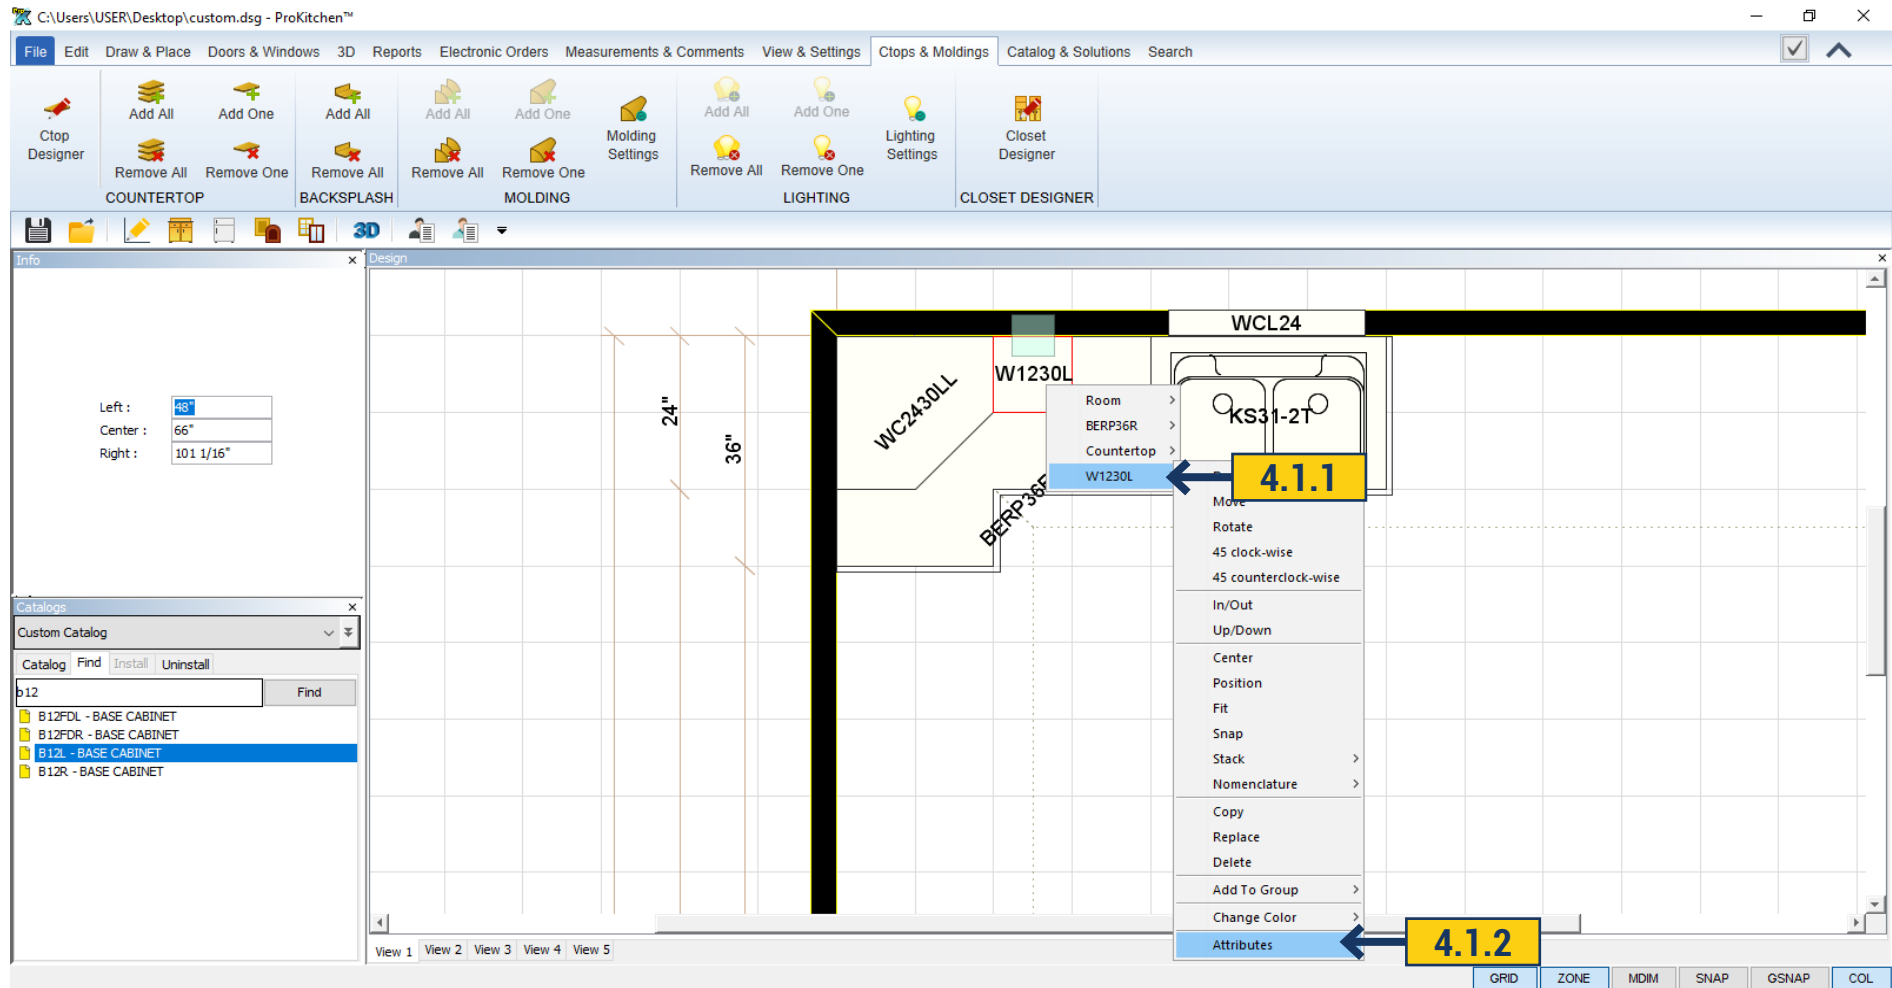 C:\Users\USER\Desktop\custom.dsg - ProKitchen™
File Edit Draw & Place Doors & Windows 3D Reports Electronic Orders Measurements & Comments View & Settings Ctops & Moldings Catalog & Solutions Search
Ctop Designer
Add All Add One
Remove All Remove One
COUNTERTOP
Add All
Remove All
BACKSPLASH
Add All Add One
Remove All Remove One
Molding Settings
MOLDING
Add All Add One
Remove All Remove One
Lighting Settings
LIGHTING
Closet Designer
CLOSET DESIGNER
3D
Info
Left : 48"
Center : 66"
Right : 101 1/16"
Catalogs
Custom Catalog
Catalog Find Install Uninstall
b12 Find
B12FDL - BASE CABINET
B12FDR - BASE CABINET
B12L - BASE CABINET
B12R - BASE CABINET
Design
24"
36"
WC2430LL
W1230L
WCL24
KS31-2T
Room
BERP36R
Countertop
W1230L
4.1.1
Move
Rotate
45 clock-wise
45 counterclock-wise
In/Out
Up/Down
Center
Position
Fit
Snap
Stack
Nomenclature
Copy
Replace
Delete
Add To Group
Change Color
Attributes
4.1.2
View 1 View 2 View 3 View 4 View 5
GRID ZONE MDIM SNAP GSNAP COL